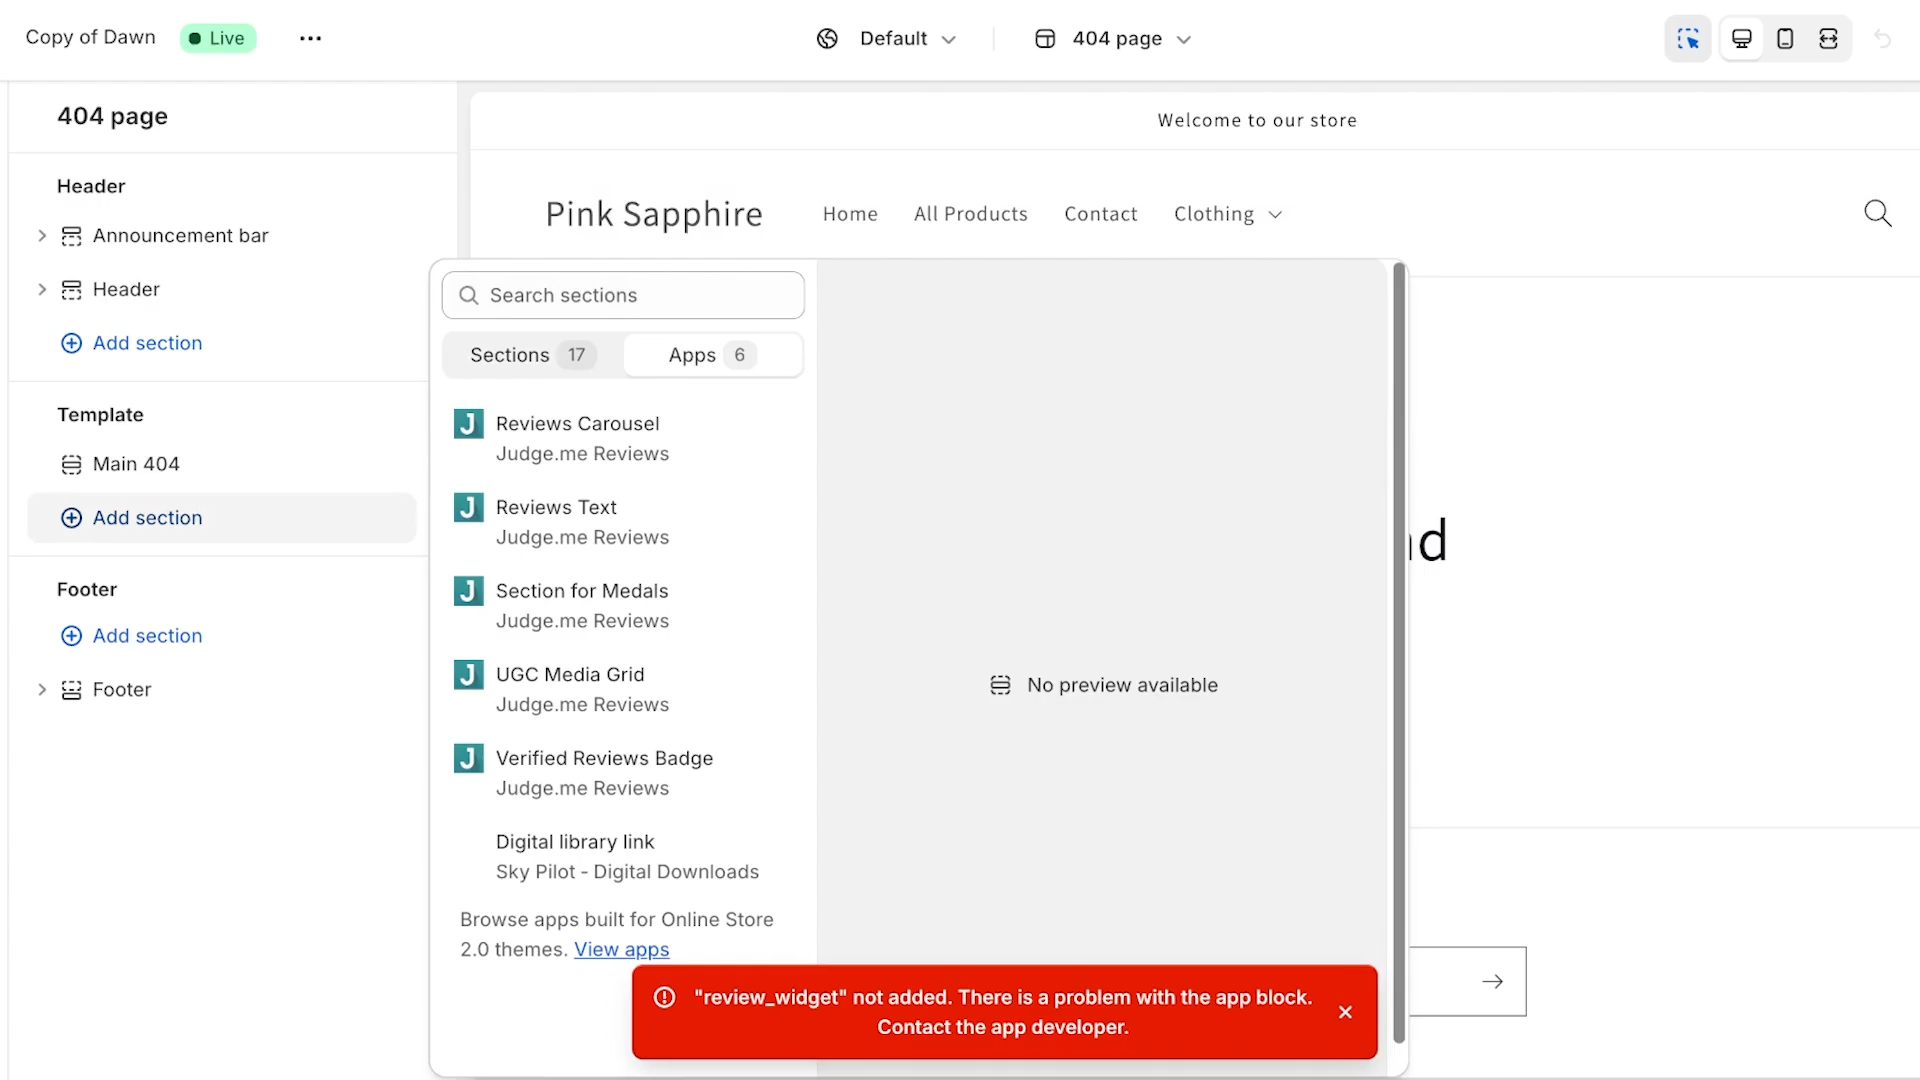 Copy of Dawn
Live
Default
404 page
404 page
Header
Announcement bar
Header
Add section
Template
Main 404
Add section
Footer
Add section
Footer
Welcome to our store
Pink Sapphire
Home
All Products
Contact
Clothing
Search sections
Sections 17
Apps 6
J
Reviews Carousel
Judge.me Reviews
J
Reviews Text
Judge.me Reviews
J
Section for Medals
Judge.me Reviews
J
UGC Media Grid
Judge.me Reviews
J
Verified Reviews Badge
Judge.me Reviews
Digital library link
Sky Pilot - Digital Downloads
Browse apps built for Online Store
2.0 themes. View apps
No preview available
"review_widget" not added. There is a problem with the app block.
Contact the app developer.